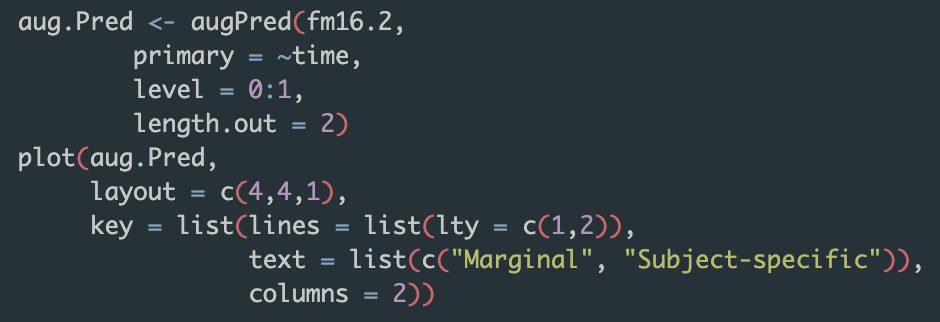 aug.Pred <- augPred(fm16.2,
        primary = ~time,
        level = 0:1,
        length.out = 2)
plot(aug.Pred,
     layout = c(4,4,1),
     key = list(lines = list(lty = c(1,2)),
                text = list(c("Marginal", "Subject-specific")),
                columns = 2))